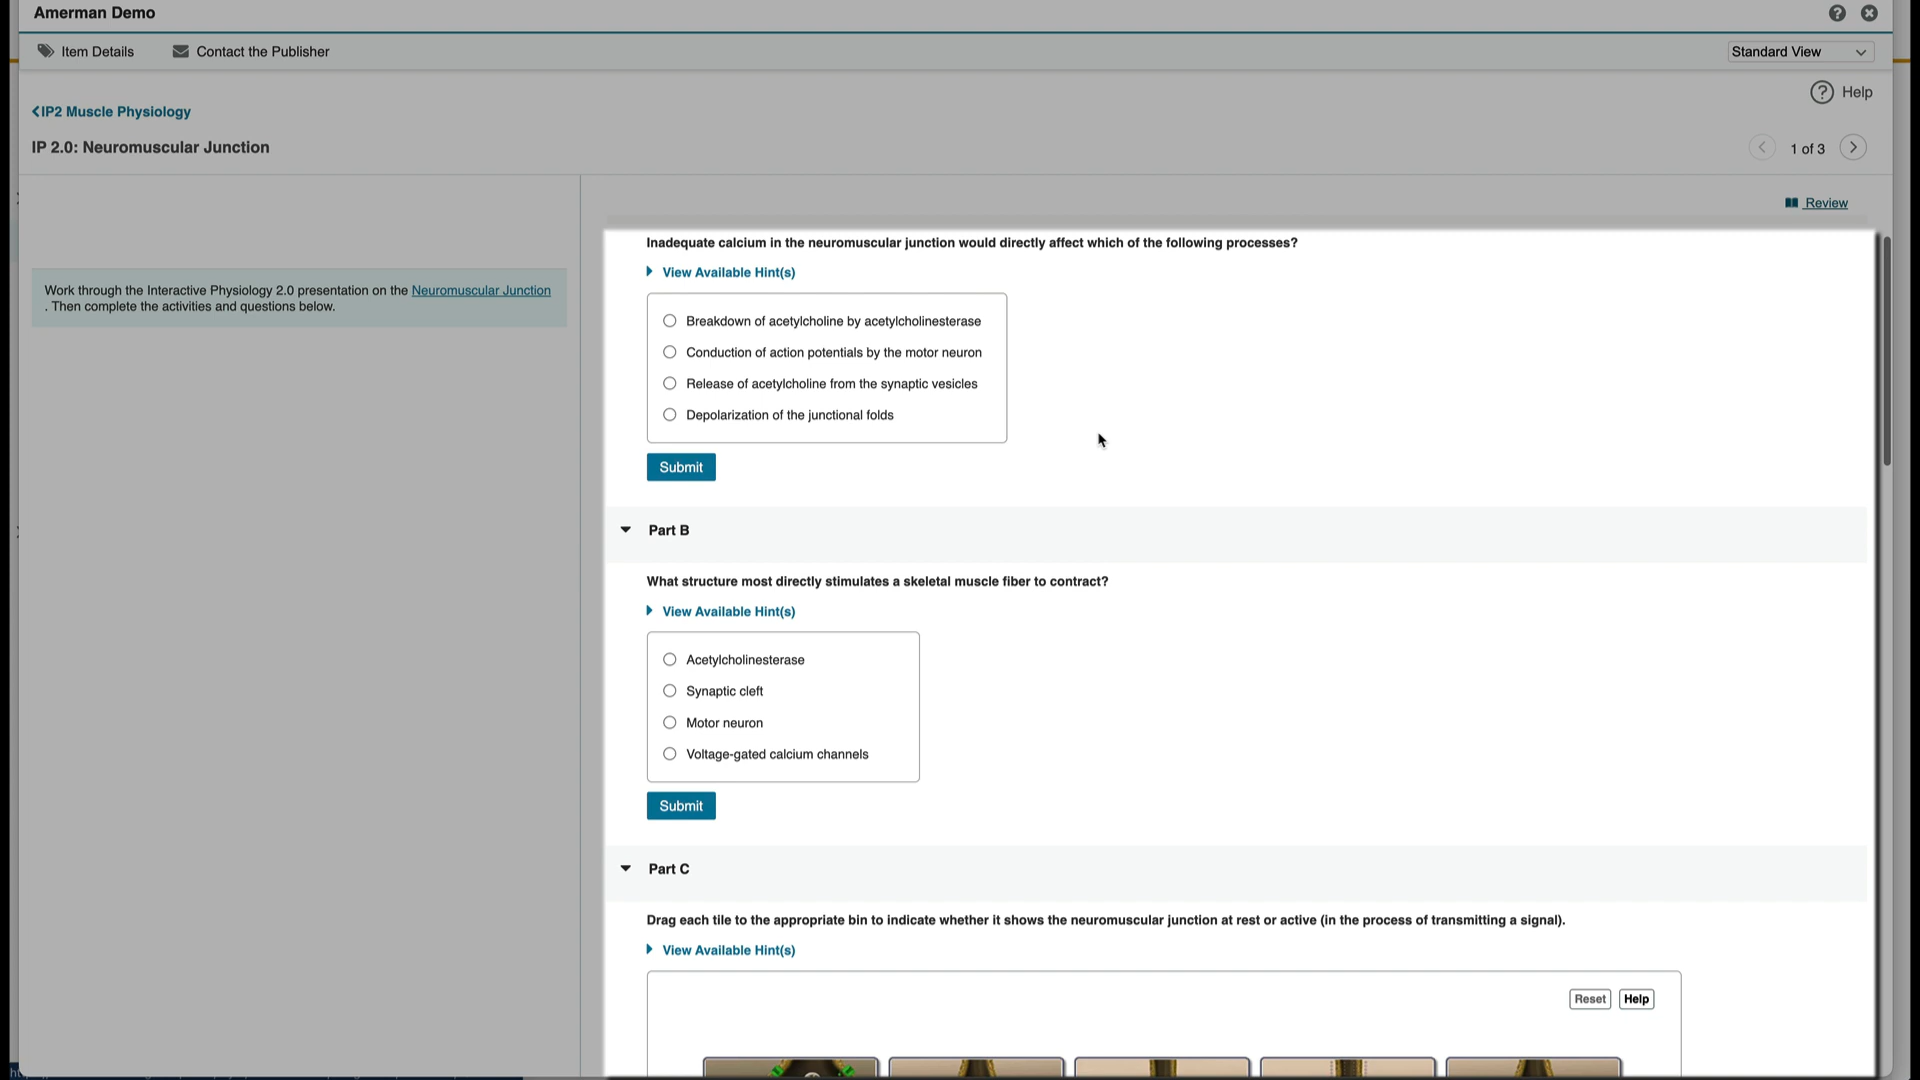 Amerman Demo
Item Details
Contact the Publisher
Standard View
Help
IP2 Muscle Physiology
IP 2.0: Neuromuscular Junction
1 of 3
Review
Work through the Interactive Physiology 2.0 presentation on the Neuromuscular Junction
. Then complete the activities and questions below.
Inadequate calcium in the neuromuscular junction would directly affect which of the following processes?
View Available Hint(s)
Breakdown of acetylcholine by acetylcholinesterase
Conduction of action potentials by the motor neuron
Release of acetylcholine from the synaptic vesicles
Depolarization of the junctional folds
Submit
Part B
What structure most directly stimulates a skeletal muscle fiber to contract?
View Available Hint(s)
Acetylcholinesterase
Synaptic cleft
Motor neuron
Voltage-gated calcium channels
Submit
Part C
Drag each tile to the appropriate bin to indicate whether it shows the neuromuscular junction at rest or active (in the process of transmitting a signal).
View Available Hint(s)
Reset
Help